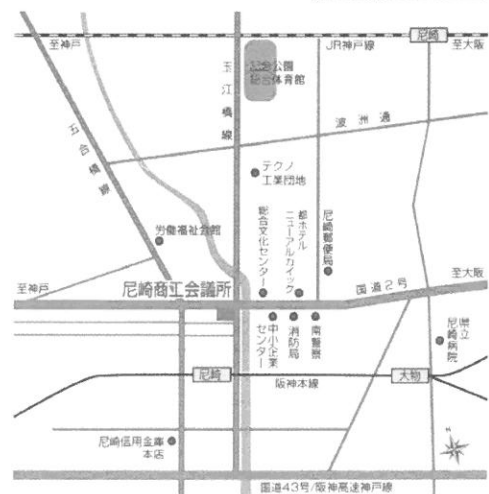 尼崎
至神戸
JR神戸線
至大阪
記念公園
総合体育館
玉江橋線
五合橋線
波洲通
テクノ
工業団地
労働福祉会館
総合文化センター
都ホテル
ニューアルカイック
尼崎郵便局
至神戸
尼崎商工会議所
国道2号
至大阪
中小企業
センター
消防局
南警察
県立
尼崎病院
尼崎
阪神本線
大物
尼崎信用金庫
本店
N
国道43号/阪神高速神戸線